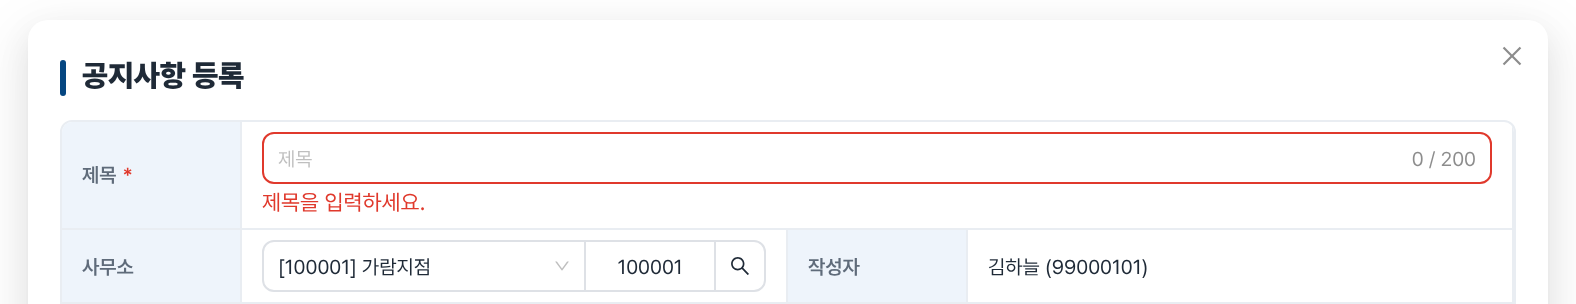 공지사항 등록
제목 *
제목
0 / 200
제목을 입력하세요.
사무소
[100001] 가람지점
100001
작성자
김하늘 (99000101)